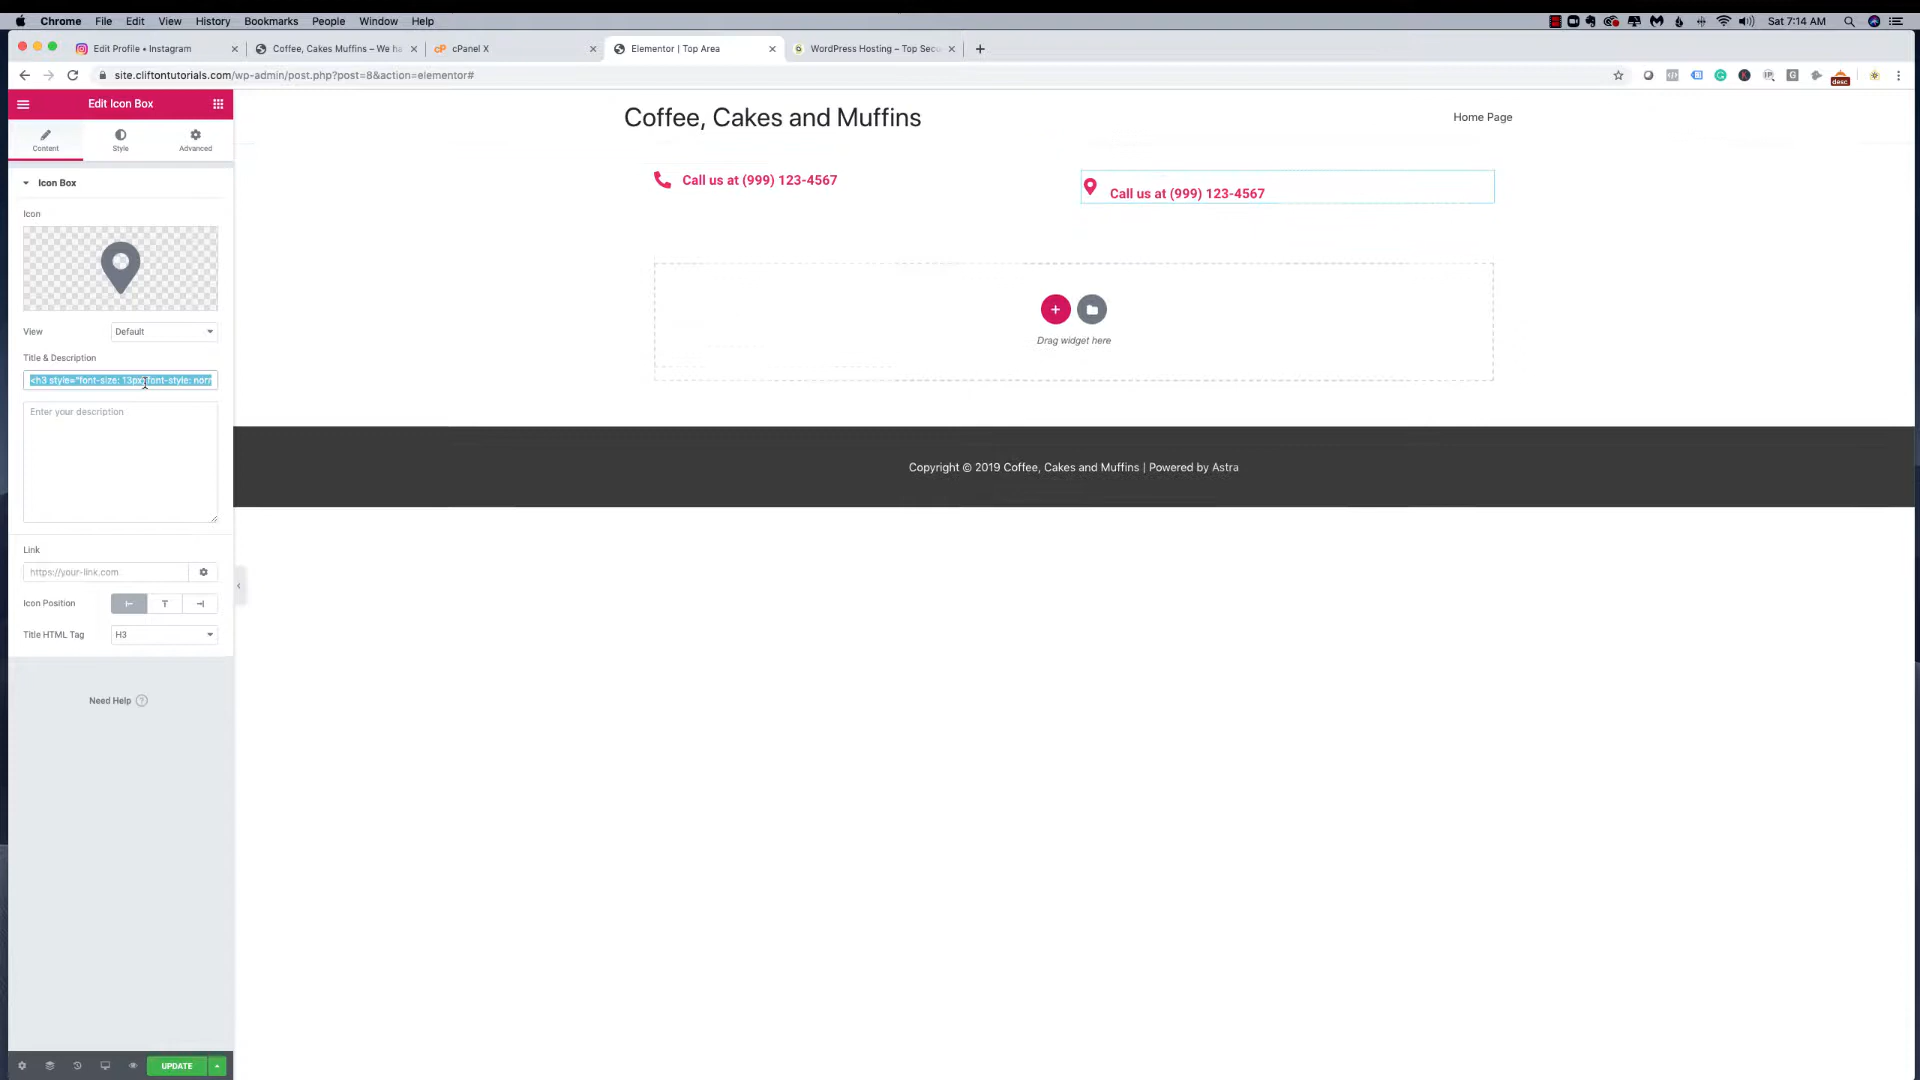 Chrome File Edit View History Bookmarks People Window Help
Sat 7:14 AM
Edit Profile • Instagram
Coffee, Cakes Muffins – We ha
cPanel X
Elementor | Top Area
WordPress Hosting – Top Secu
site.cliftontutorials.com/wp-admin/post.php?post=8&action=elementor#
desc
Edit Icon Box
Content
Style
Advanced
Icon Box
Icon
View
Default
Title & Description
<h3 style="font-size: 13px;font-style: nor
Enter your description
Link
https://your-link.com
Icon Position
Title HTML Tag
H3
Need Help
UPDATE
Coffee, Cakes and Muffins
Home Page
Call us at (999) 123-4567
Call us at (999) 123-4567
Drag widget here
Copyright © 2019 Coffee, Cakes and Muffins | Powered by Astra